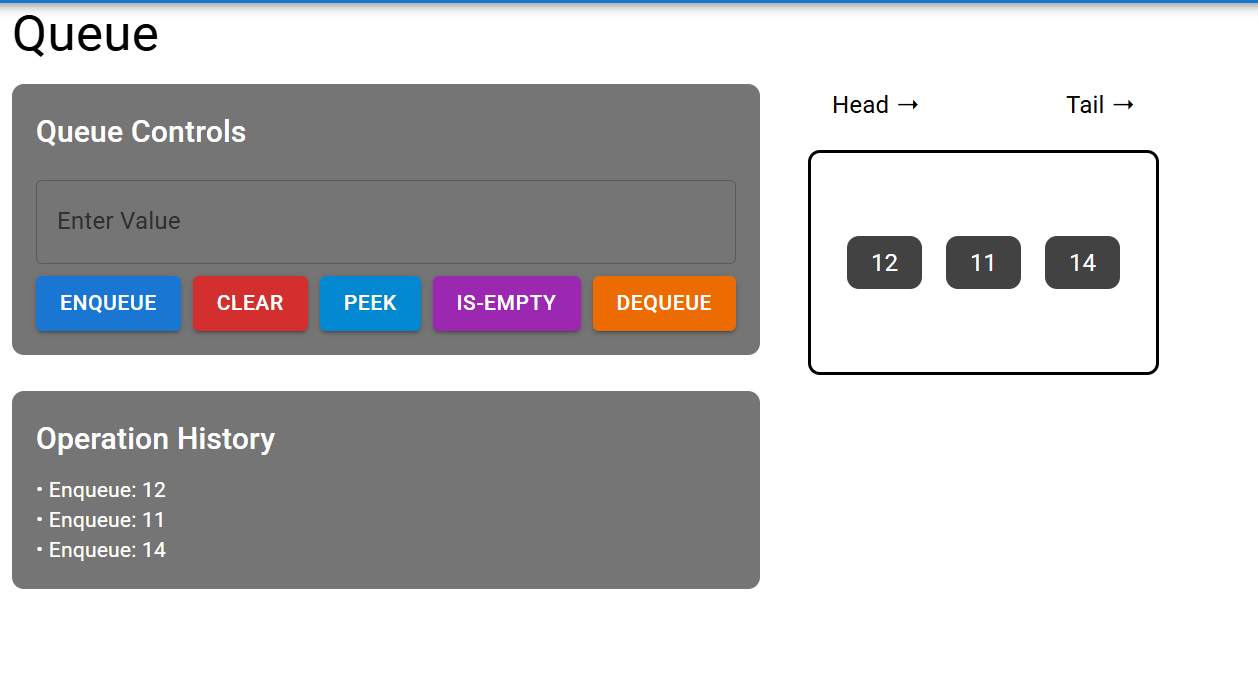 Queue
Queue Controls
Enter Value
ENQUEUE CLEAR PEEK IS-EMPTY DEQUEUE
Operation History
• Enqueue: 12
• Enqueue: 11
• Enqueue: 14
Head → Tail →
12 11 14